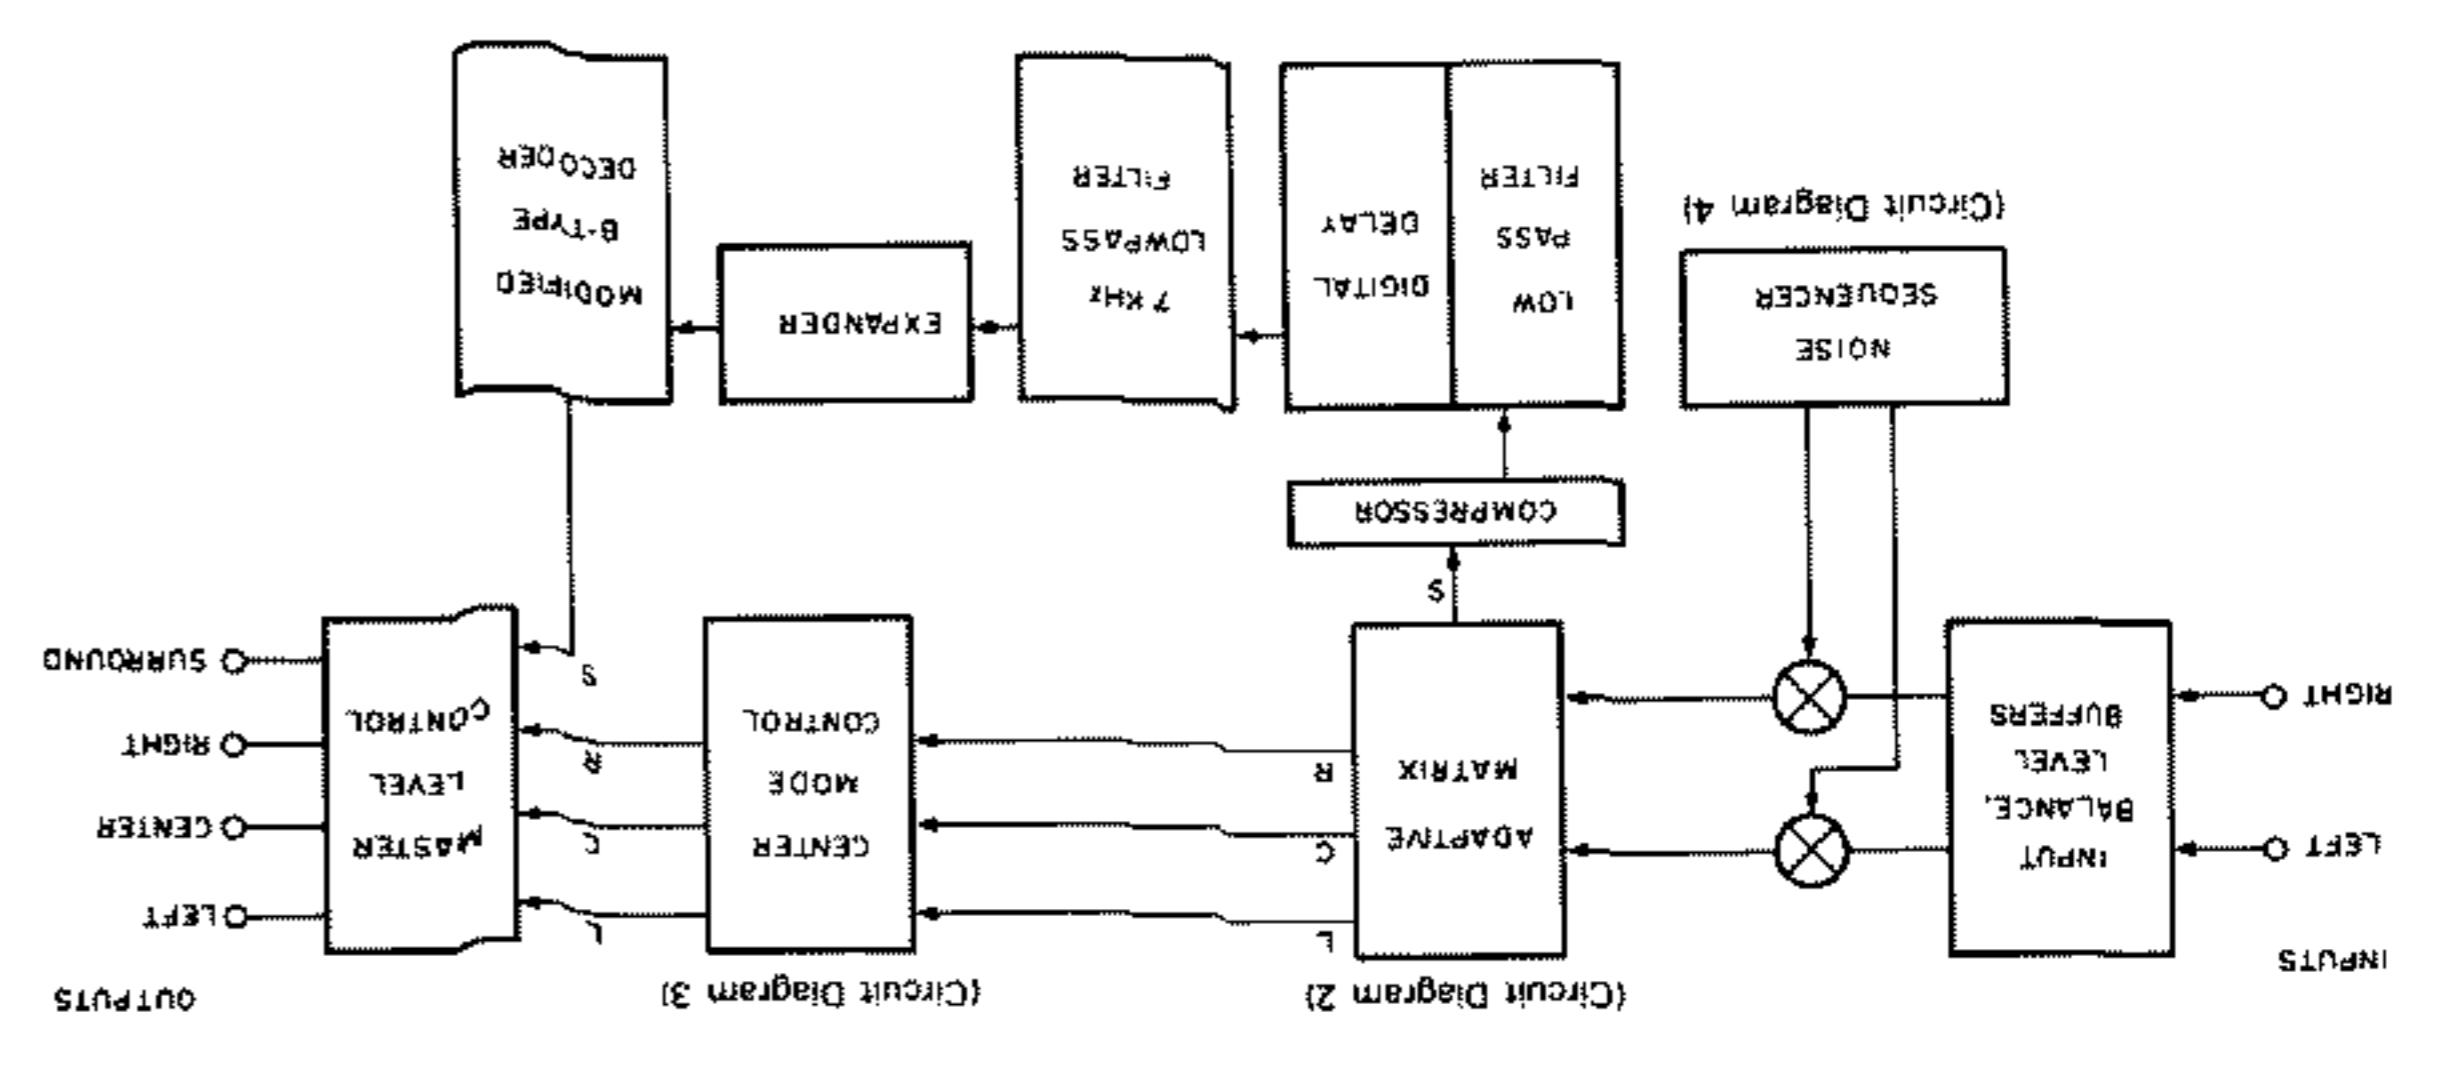 INPUTS
(Circuit Diagram 2)
(Circuit Diagram 3)
OUTPUTS
LEFT
RIGHT
INPUT
BALANCE,
LEVEL
BUFFERS
ADAPTIVE
MATRIX
L
C
R
S
CENTER
MODE
CONTROL
L
C
R
S
MASTER
LEVEL
CONTROL
LEFT
CENTER
RIGHT
SURROUND
COMPRESSOR
NOISE
SEQUENCER
(Circuit Diagram 4)
LOW
PASS
FILTER
DIGITAL
DELAY
7 KHz
LOWPASS
FILTER
EXPANDER
MODIFIED
B-TYPE
DECODER